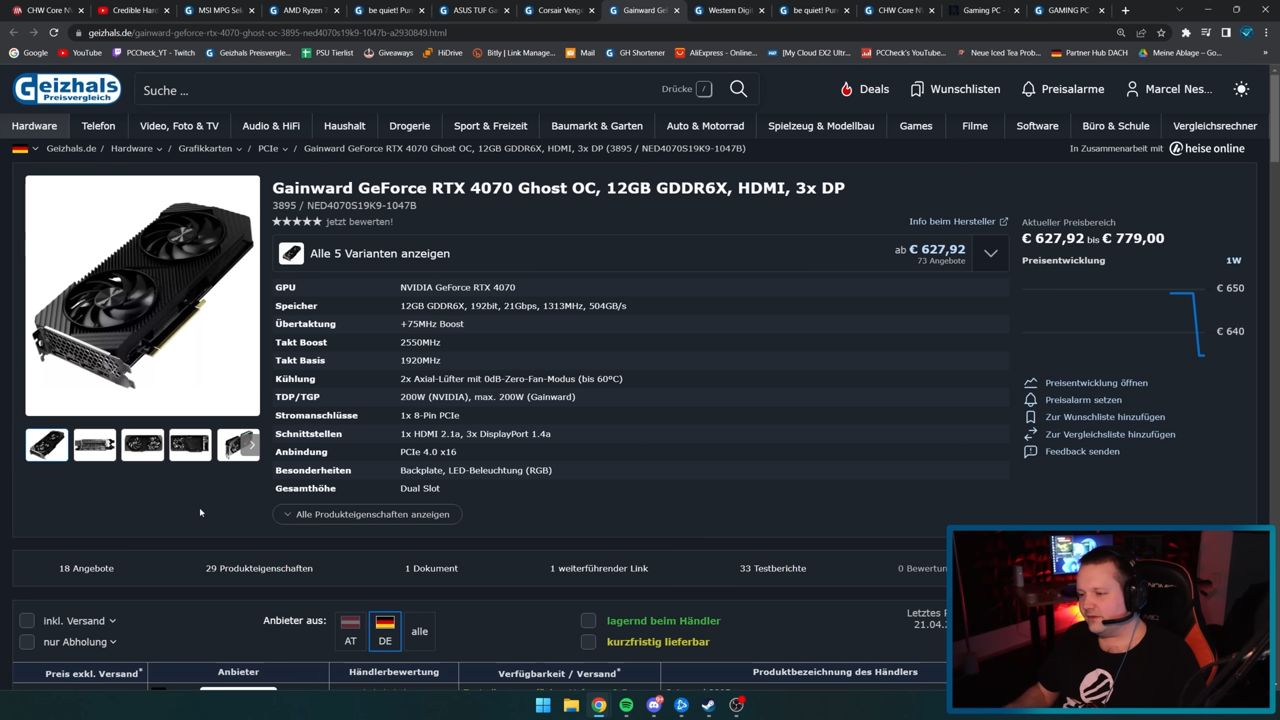 CHW Core NV
Credible Hard
MSI MPG Sek
AMD Ryzen 7
be quiet! Pur
ASUS TUF Ga
Corsair Veng
Gainward Ge
Western Digit
be quiet! Pur
CHW Core NV
Gaming PC -
GAMING PC
geizhals.de/gainward-geforce-rtx-4070-ghost-oc-3895-ned4070s19k9-1047b-a2930849.html
Google
YouTube
PCCheck_YT - Twitch
Geizhals Preisvergle...
PSU Tierlist
Giveaways
HiDrive
Bitly | Link Manage...
Mail
GH Shortener
AliExpress - Online...
[My Cloud EX2 Ultr...
PCCheck's YouTube...
Neue Iced Tea Prob...
Partner Hub DACH
Meine Ablage – Go...
Geizhals
Preisvergleich
Suche ...
Drücke /
Deals
Wunschlisten
Preisalarme
Marcel Nes...
Hardware
Telefon
Video, Foto & TV
Audio & HiFi
Haushalt
Drogerie
Sport & Freizeit
Baumarkt & Garten
Auto & Motorrad
Spielzeug & Modellbau
Games
Filme
Software
Büro & Schule
Vergleichsrechner
Geizhals.de / Hardware / Grafikkarten / PCIe / Gainward GeForce RTX 4070 Ghost OC, 12GB GDDR6X, HDMI, 3x DP (3895 / NED4070S19K9-1047B)
In Zusammenarbeit mit heise online
Gainward GeForce RTX 4070 Ghost OC, 12GB GDDR6X, HDMI, 3x DP
3895 / NED4070S19K9-1047B
jetzt bewerten!
Info beim Hersteller
Alle 5 Varianten anzeigen
ab € 627,92
73 Angebote
GPU NVIDIA GeForce RTX 4070
Speicher 12GB GDDR6X, 192bit, 21Gbps, 1313MHz, 504GB/s
Übertaktung +75MHz Boost
Takt Boost 2550MHz
Takt Basis 1920MHz
Kühlung 2x Axial-Lüfter mit 0dB-Zero-Fan-Modus (bis 60°C)
TDP/TGP 200W (NVIDIA), max. 200W (Gainward)
Stromanschlüsse 1x 8-Pin PCIe
Schnittstellen 1x HDMI 2.1a, 3x DisplayPort 1.4a
Anbindung PCIe 4.0 x16
Besonderheiten Backplate, LED-Beleuchtung (RGB)
Gesamthöhe Dual Slot
Alle Produkteigenschaften anzeigen
Aktueller Preisbereich
€ 627,92 bis € 779,00
Preisentwicklung 1W
€ 650
€ 640
Preisentwicklung öffnen
Preisalarm setzen
Zur Wunschliste hinzufügen
Zur Vergleichsliste hinzufügen
Feedback senden
18 Angebote
29 Produkteigenschaften
1 Dokument
1 weiterführender Link
33 Testberichte
0 Bewertun
inkl. Versand
nur Abholung
Anbieter aus:
AT
DE
alle
lagernd beim Händler
kurzfristig lieferbar
Letztes P
21.04.
Preis exkl. Versand*
Anbieter
Händlerbewertung
Verfügbarkeit / Versand*
Produktbezeichnung des Händlers